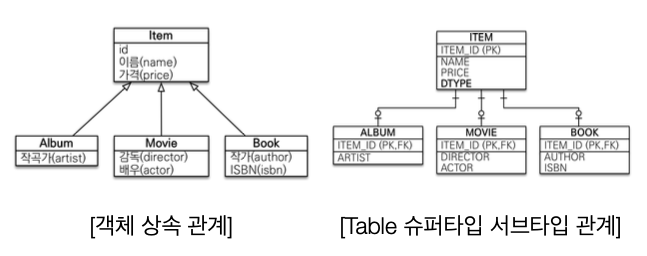 Item
id
이름(name)
가격(price)
Album
작곡가(artist)
Movie
감독(director)
배우(actor)
Book
작가(author)
ISBN(isbn)
[객체 상속 관계]
ITEM
ITEM_ID (PK)
NAME
PRICE
DTYPE
ALBUM
ITEM_ID (PK,FK)
ARTIST
MOVIE
ITEM_ID (PK,FK)
DIRECTOR
ACTOR
BOOK
ITEM_ID (PK,FK)
AUTHOR
ISBN
[Table 슈퍼타입 서브타입 관계]